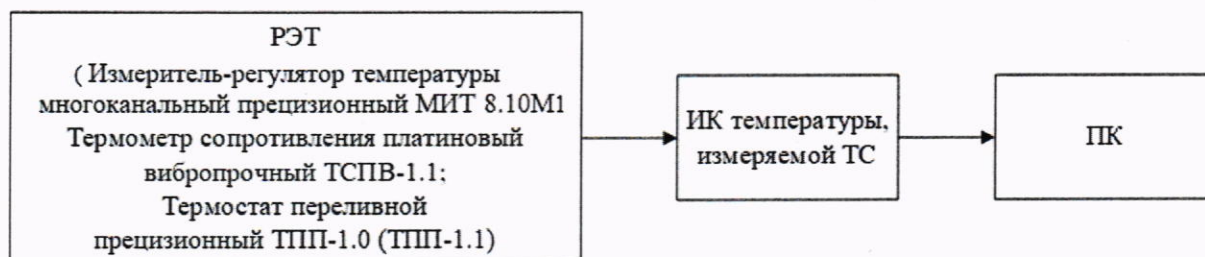 РЭТ
( Измеритель-регулятор температуры
многоканальный прецизионный МИТ 8.10М1
Термометр сопротивления платиновый
вибропрочный ТСПВ-1.1;
Термостат переливной
прецизионный ТПП-1.0 (ТПП-1.1)
ИК температуры,
измеряемой ТС
ПК